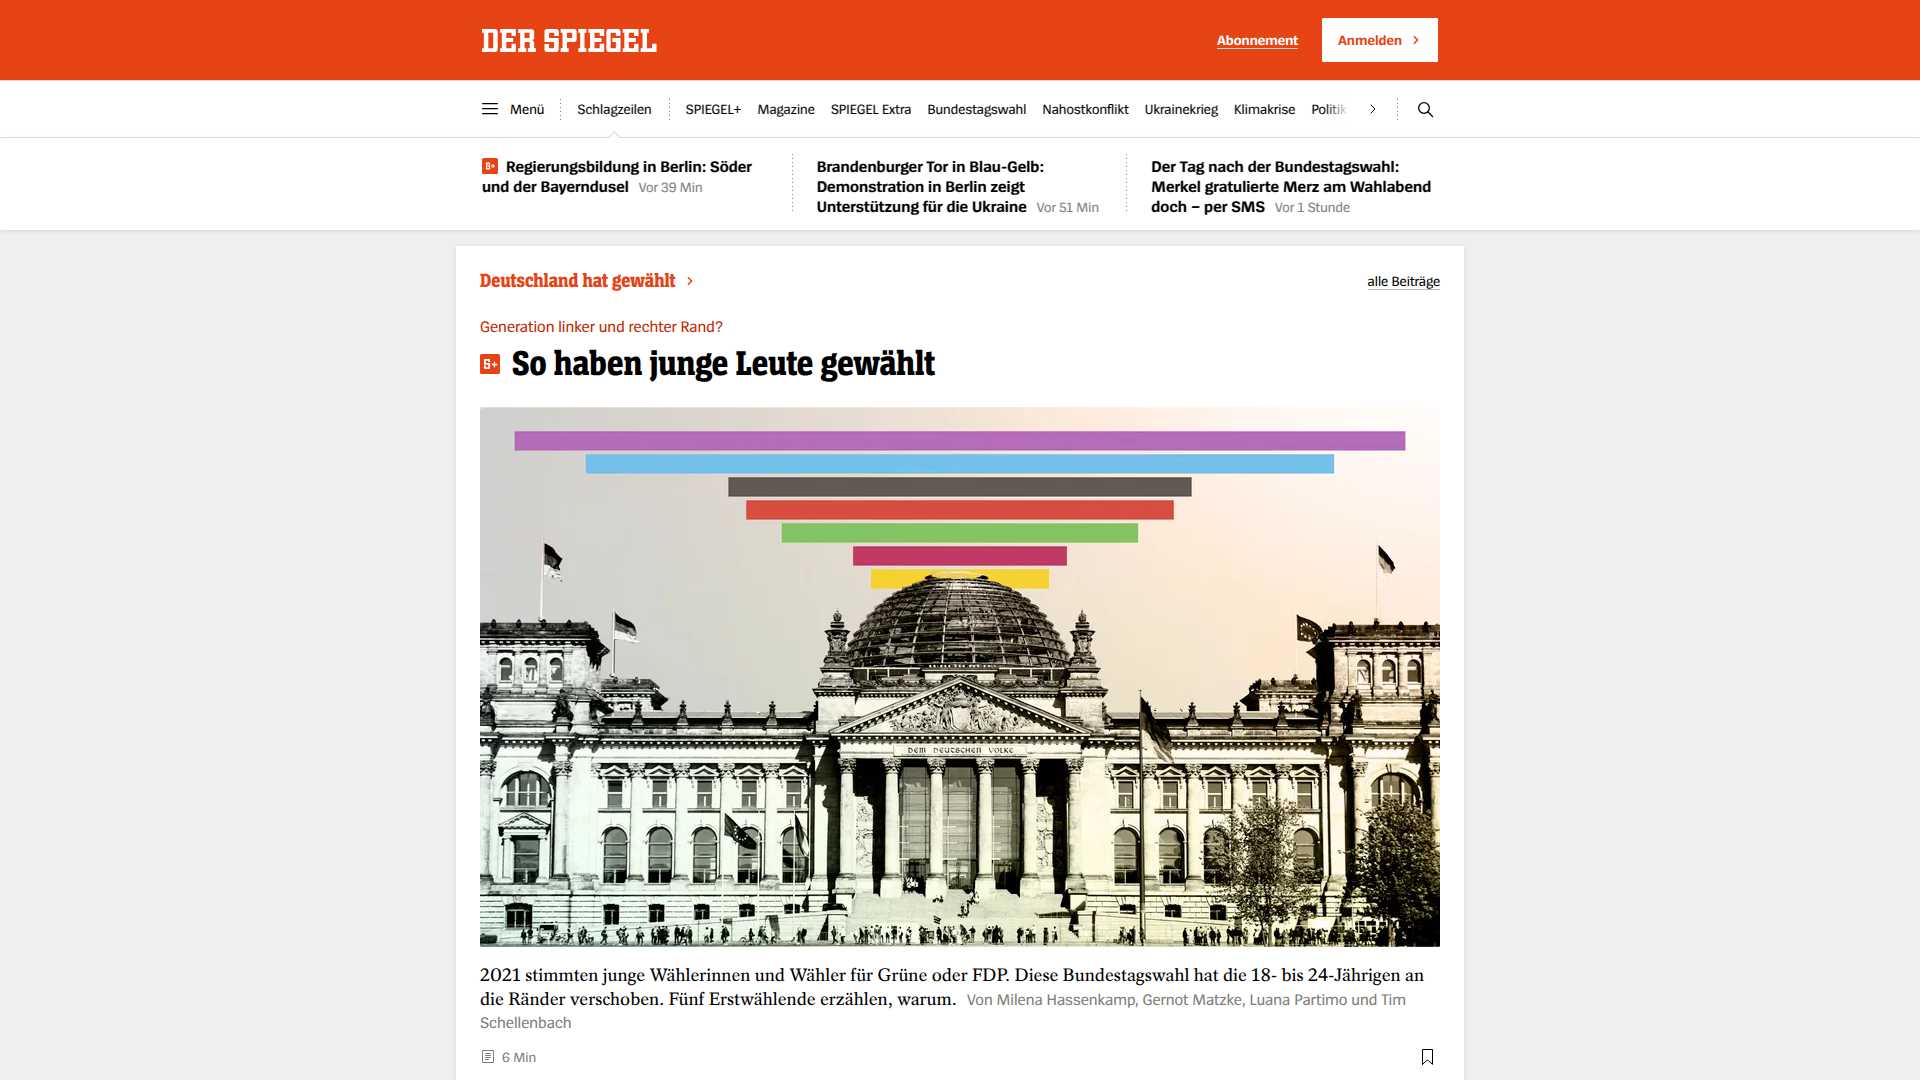 DER SPIEGEL
Abonnement
Anmelden
Menü
Schlagzeilen
SPIEGEL+
Magazine
SPIEGEL Extra
Bundestagswahl
Nahostkonflikt
Ukrainekrieg
Klimakrise
Politik
Regierungsbildung in Berlin: Söder
und der Bayerndusel Vor 39 Min
Brandenburger Tor in Blau-Gelb:
Demonstration in Berlin zeigt
Unterstützung für die Ukraine Vor 51 Min
Der Tag nach der Bundestagswahl:
Merkel gratulierte Merz am Wahlabend
doch – per SMS Vor 1 Stunde
Deutschland hat gewählt
alle Beiträge
Generation linker und rechter Rand?
So haben junge Leute gewählt
DEM DEUTSCHEN VOLKE
2021 stimmten junge Wählerinnen und Wähler für Grüne oder FDP. Diese Bundestagswahl hat die 18- bis 24-Jährigen an
die Ränder verschoben. Fünf Erstwählende erzählen, warum. Von Milena Hassenkamp, Gernot Matzke, Luana Partimo und Tim
Schellenbach
6 Min